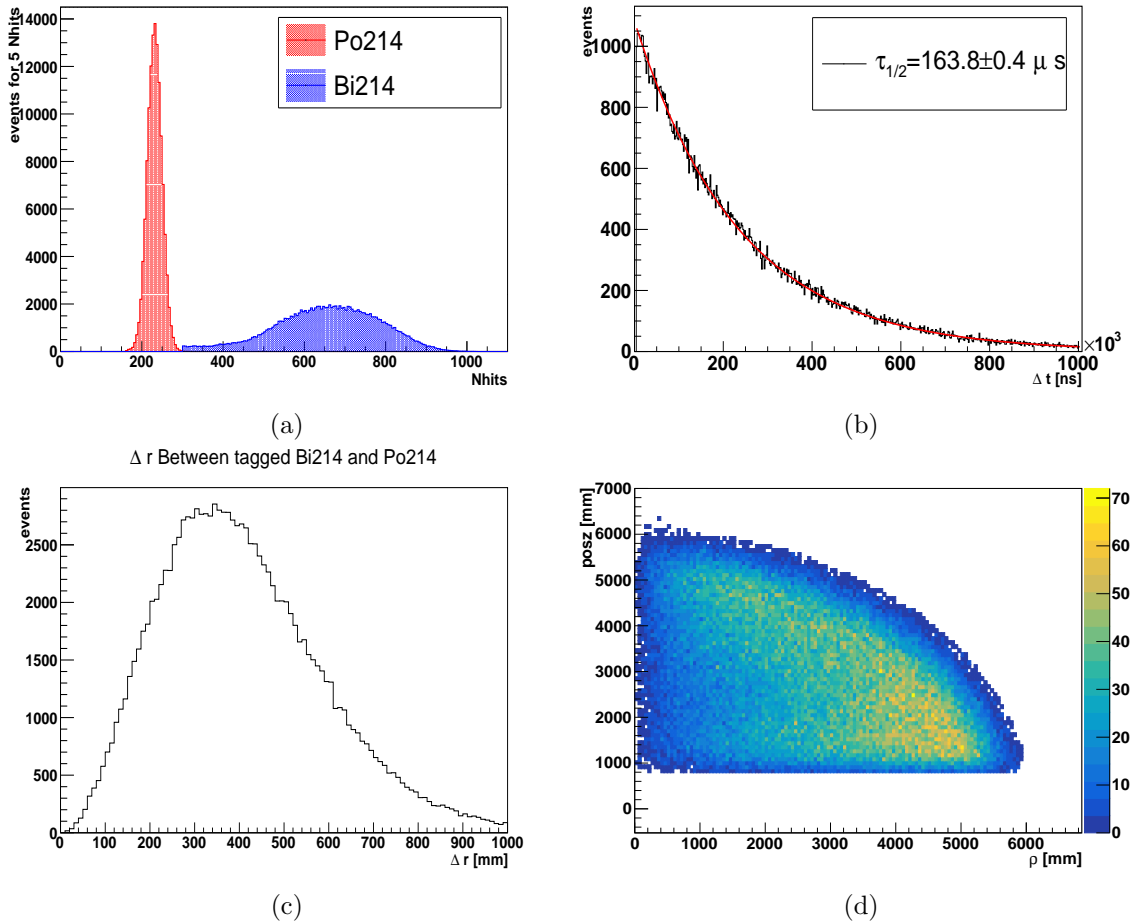 events for 5 Nhits
14000
12000
10000
8000
6000
4000
2000
0
0 200 400 600 800 1000
Nhits
Po214
Bi214
(a)
events
1000
800
600
400
200
0
0 200 400 600 800 1000
×10³
Δ t [ns]
τ1/2=163.8±0.4 μ s
(b)
Δ r Between tagged Bi214 and Po214
events
2500
2000
1500
1000
500
0
0 100 200 300 400 500 600 700 800 900 1000
Δ r [mm]
(c)
posz [mm]
7000
6000
5000
4000
3000
2000
1000
0
0 1000 2000 3000 4000 5000 6000
ρ [mm]
70
60
50
40
30
20
10
0
(d)